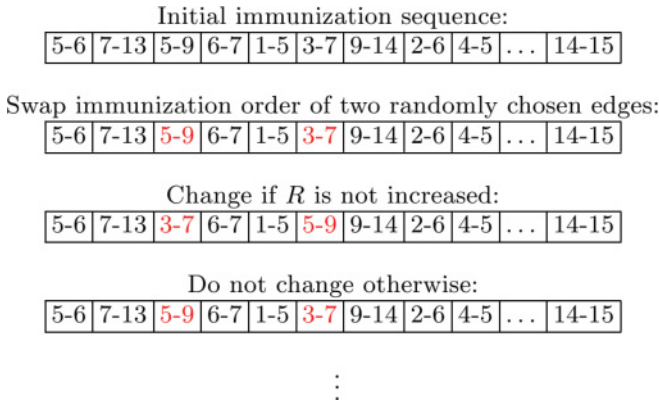 Initial immunization sequence:
5-6 7-13 5-9 6-7 1-5 3-7 9-14 2-6 4-5 ... 14-15
Swap immunization order of two randomly chosen edges:
5-6 7-13 5-9 6-7 1-5 3-7 9-14 2-6 4-5 ... 14-15
Change if R is not increased:
5-6 7-13 3-7 6-7 1-5 5-9 9-14 2-6 4-5 ... 14-15
Do not change otherwise:
5-6 7-13 5-9 6-7 1-5 3-7 9-14 2-6 4-5 ... 14-15
⋮